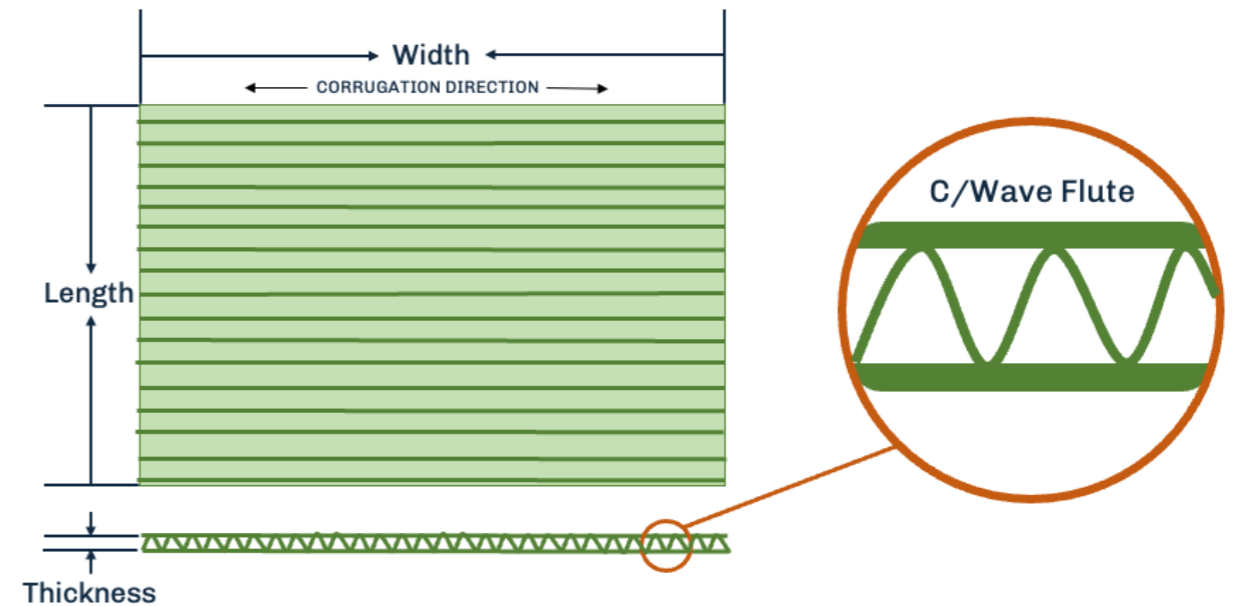 Width
CORRUGATION DIRECTION
C/Wave Flute
Length
Thickness